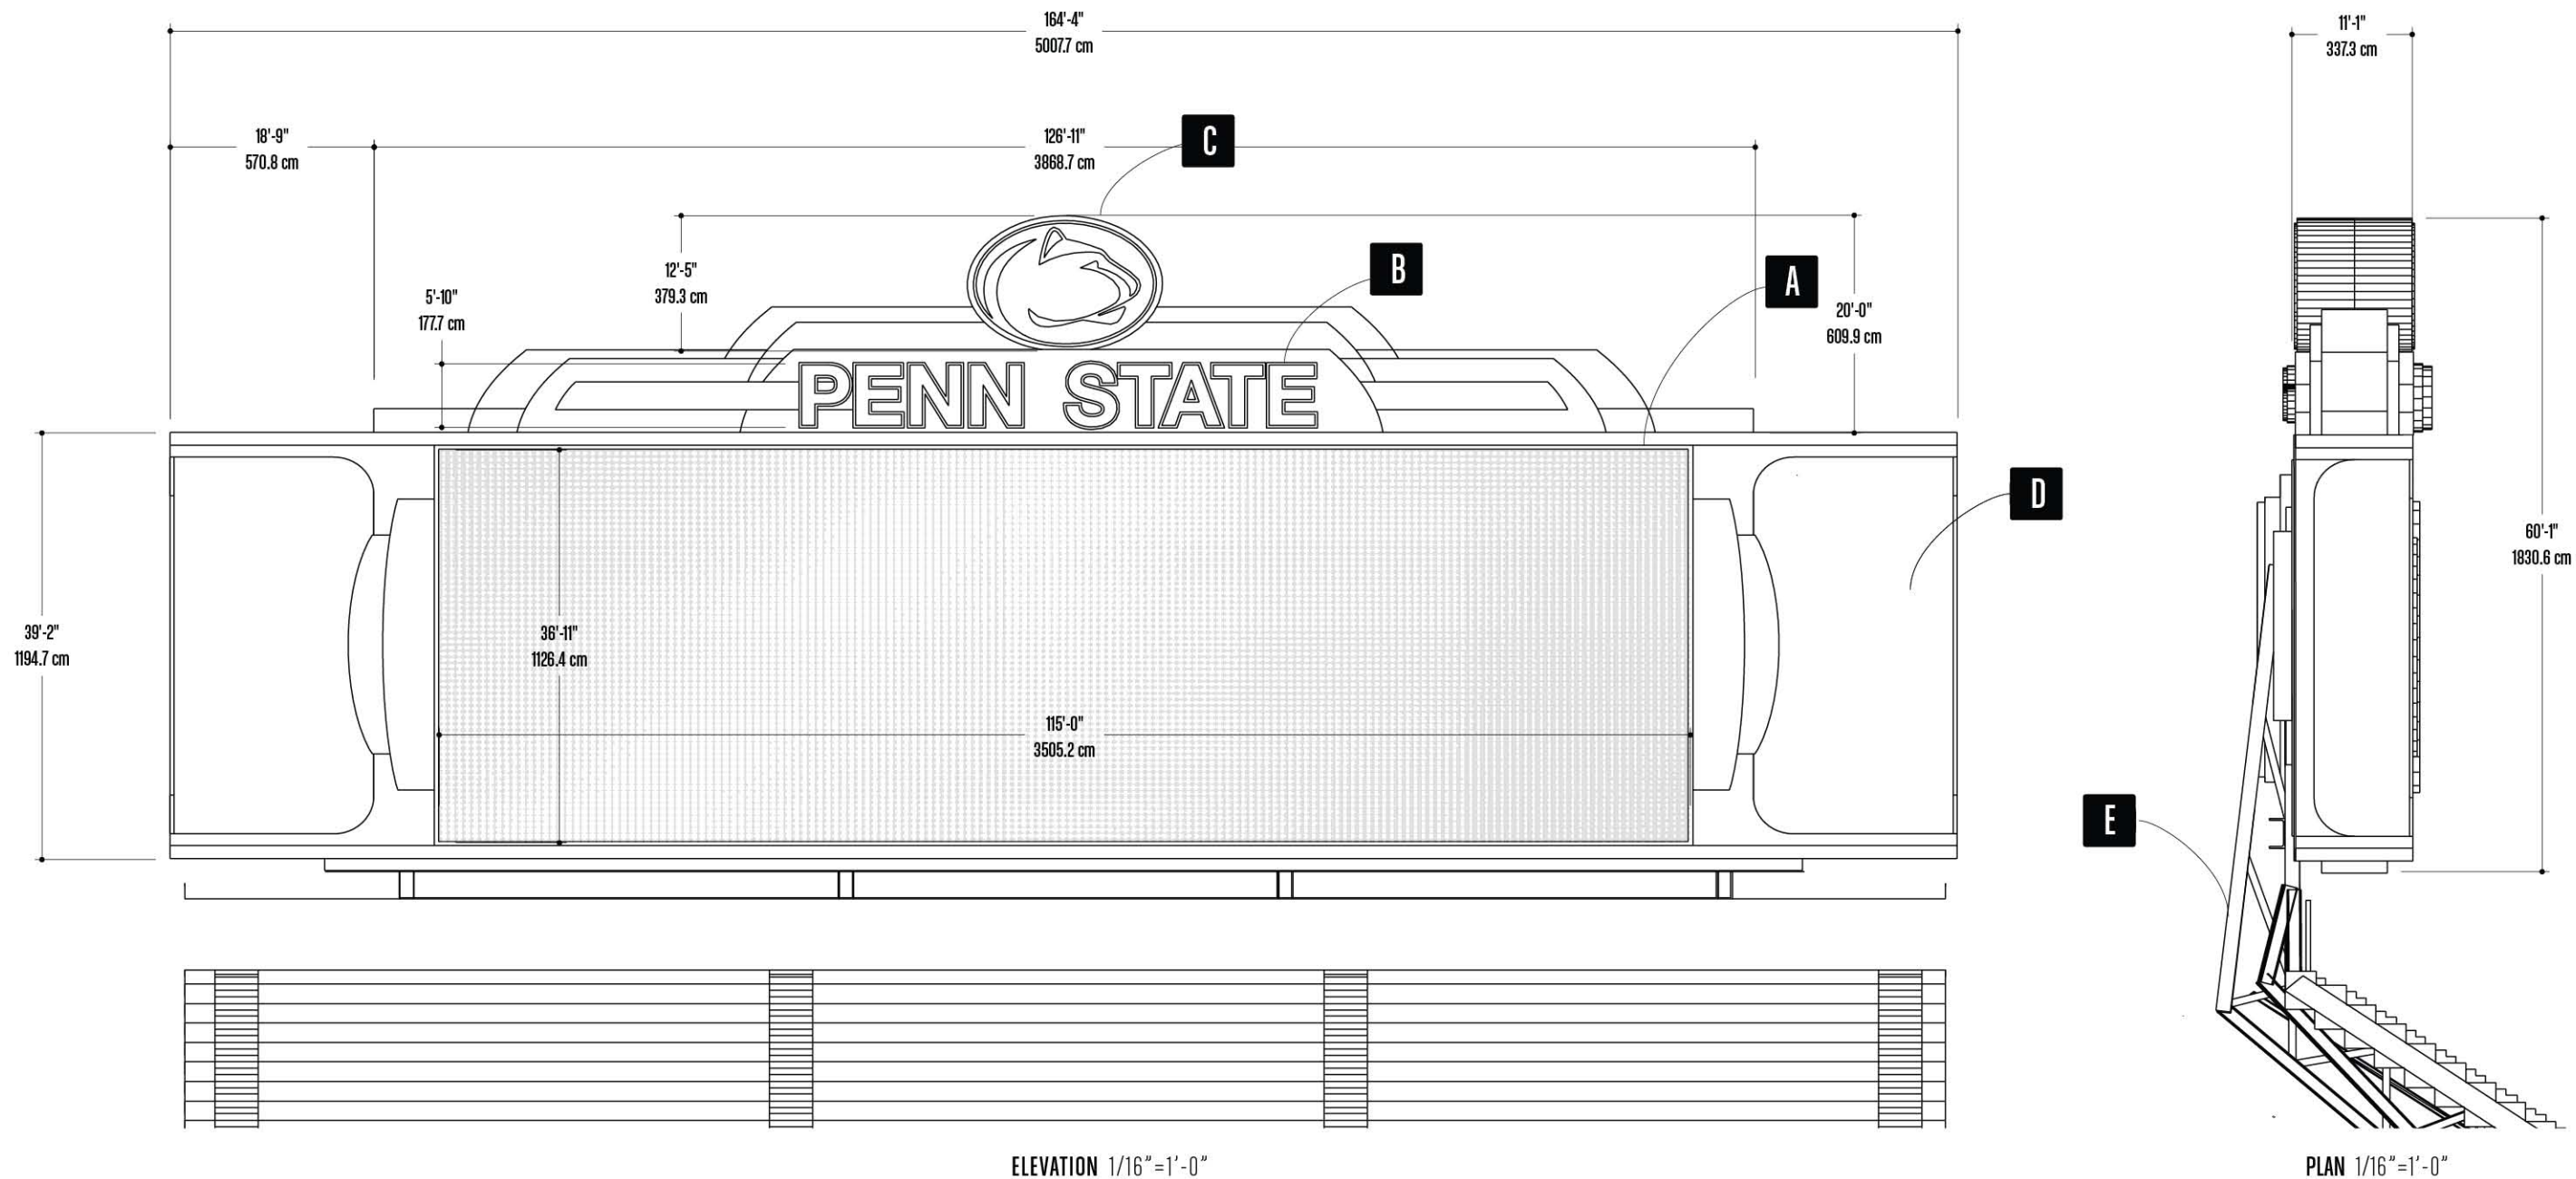 164'-4"
5007.7 cm
11'-1"
337.3 cm
18'-9"
570.8 cm
126'-11"
3868.7 cm
C
B
A
12'-5"
379.3 cm
5'-10"
177.7 cm
20'-0"
609.9 cm
PENN STATE
D
39'-2"
1194.7 cm
36'-11"
1126.4 cm
60'-1"
1830.6 cm
115'-0"
3505.2 cm
E
ELEVATION 1/16"=1'-0"
PLAN 1/16"=1'-0"